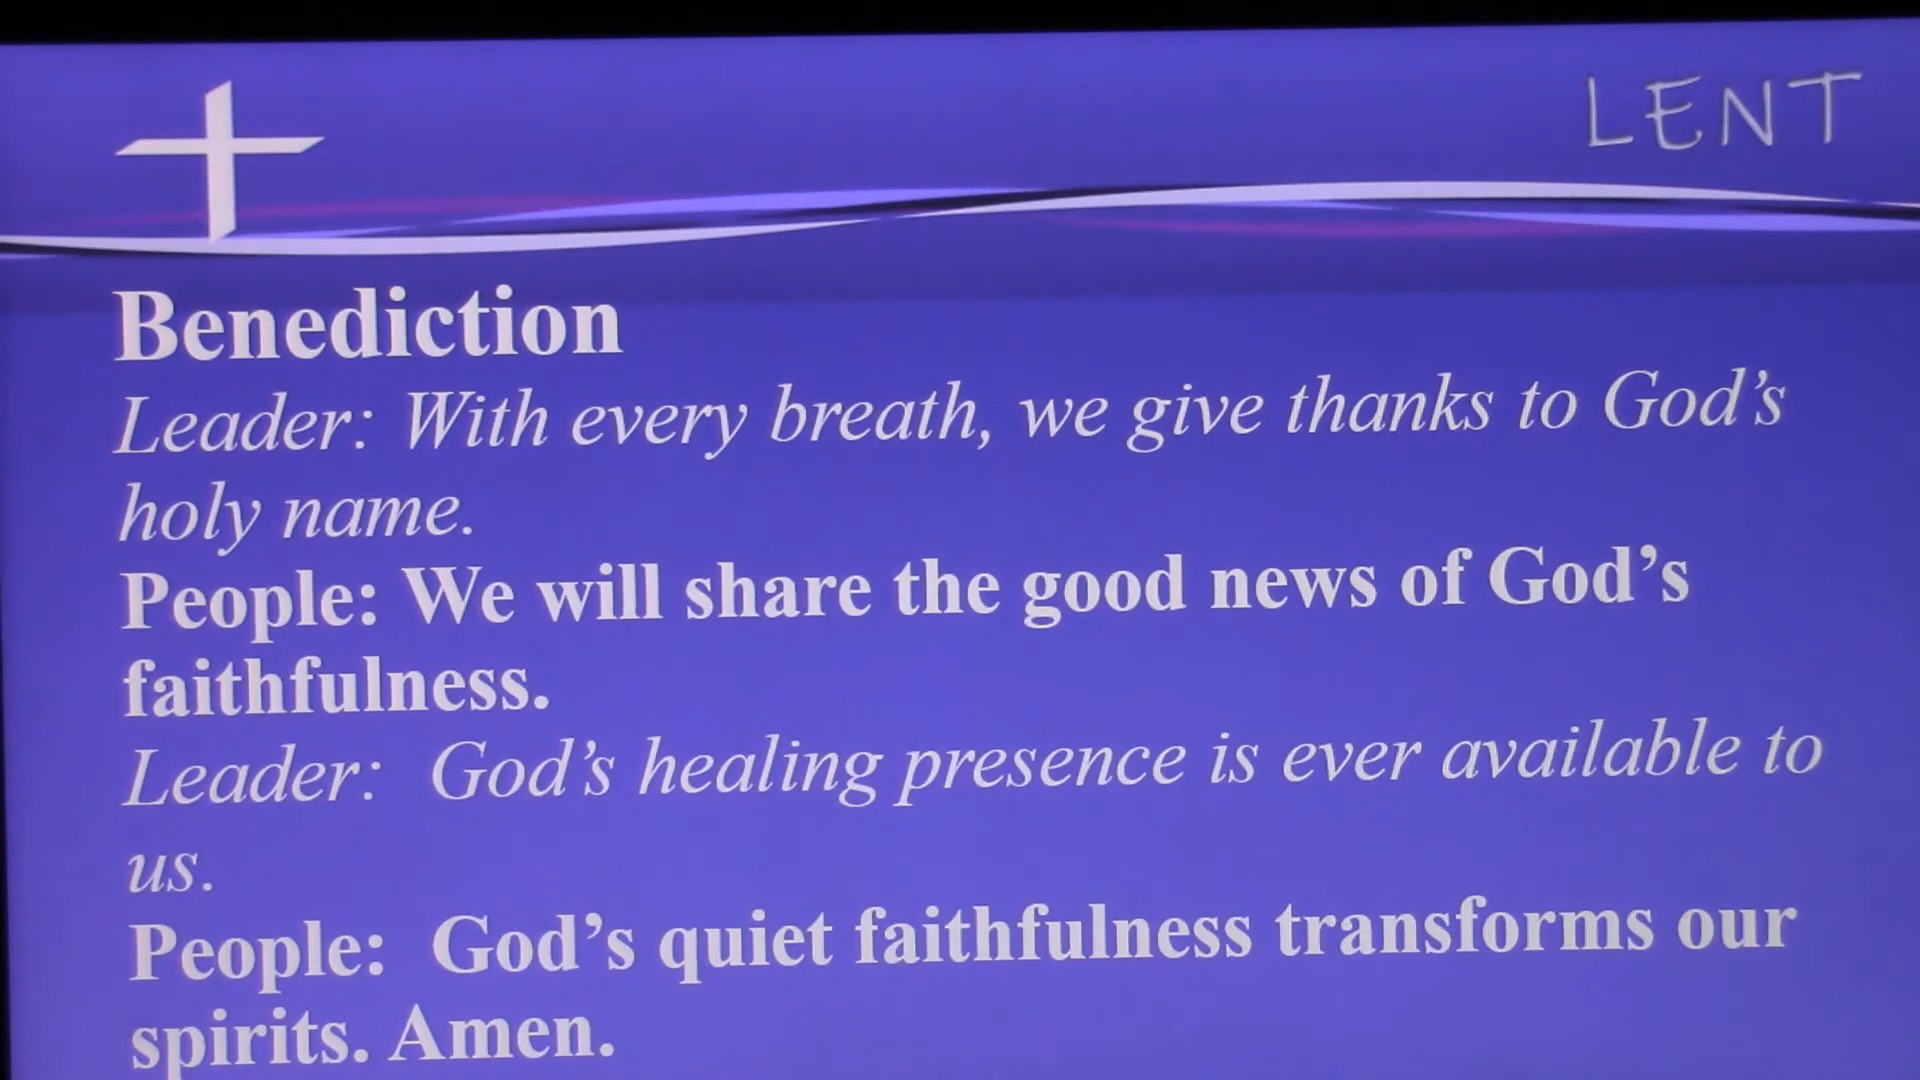 LENT
Benediction
Leader: With every breath, we give thanks to God’s
holy name.
People: We will share the good news of God’s
faithfulness.
Leader:  God’s healing presence is ever available to
us.
People:  God’s quiet faithfulness transforms our
spirits. Amen.